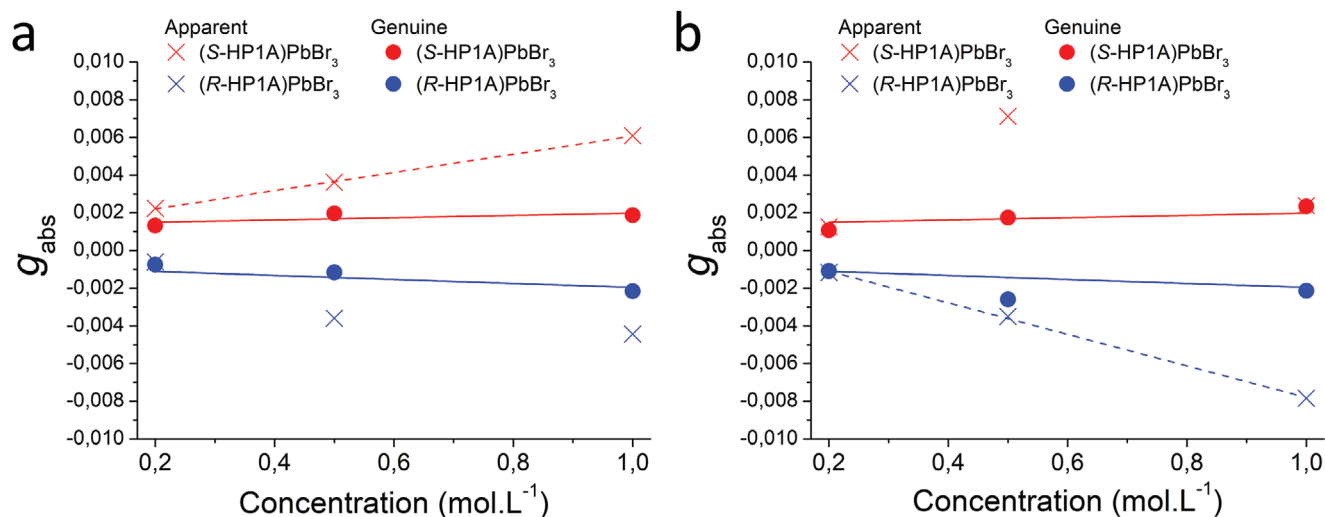 a
Apparent Genuine
(S-HP1A)PbBr3 (S-HP1A)PbBr3
(R-HP1A)PbBr3 (R-HP1A)PbBr3
0,010
0,008
0,006
0,004
0,002
0,000
-0,002
-0,004
-0,006
-0,008
-0,010
gabs
0,2 0,4 0,6 0,8 1,0
Concentration (mol.L-1)
b
Apparent Genuine
(S-HP1A)PbBr3 (S-HP1A)PbBr3
(R-HP1A)PbBr3 (R-HP1A)PbBr3
0,010
0,008
0,006
0,004
0,002
0,000
-0,002
-0,004
-0,006
-0,008
-0,010
gabs
0,2 0,4 0,6 0,8 1,0
Concentration (mol.L-1)